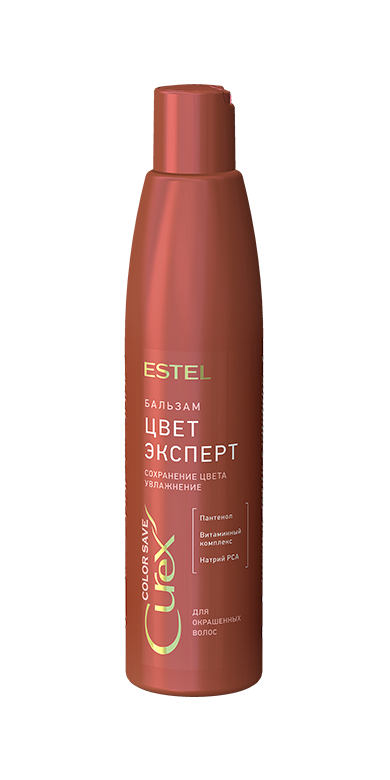 ESTEL
БАЛЬЗАМ
ЦВЕТ
ЭКСПЕРТ
СОХРАНЕНИЕ ЦВЕТА
УВЛАЖНЕНИЕ
Пантенол
Витаминный
комплекс
Натрий PCA
COLOR SAVE
Curex
ДЛЯ
ОКРАШЕННЫХ
ВОЛОС